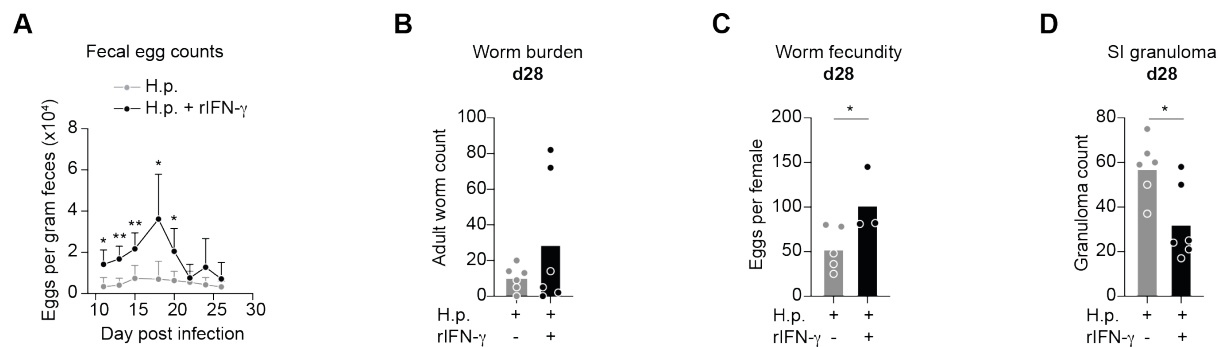 A
Fecal egg counts
H.p.
H.p. + rIFN-γ
Eggs per gram feces (x10⁴)
8
6
4
2
0
* ** ** * *
10 15 20 25 30
Day post infection
B
Worm burden
d28
Adult worm count
100
80
60
40
20
0
H.p. + +
rIFN-γ - +
C
Worm fecundity
d28
*
Eggs per female
200
150
100
50
0
H.p. + +
rIFN-γ - +
D
SI granuloma
d28
*
Granuloma count
80
60
40
20
0
H.p. + +
rIFN-γ - +